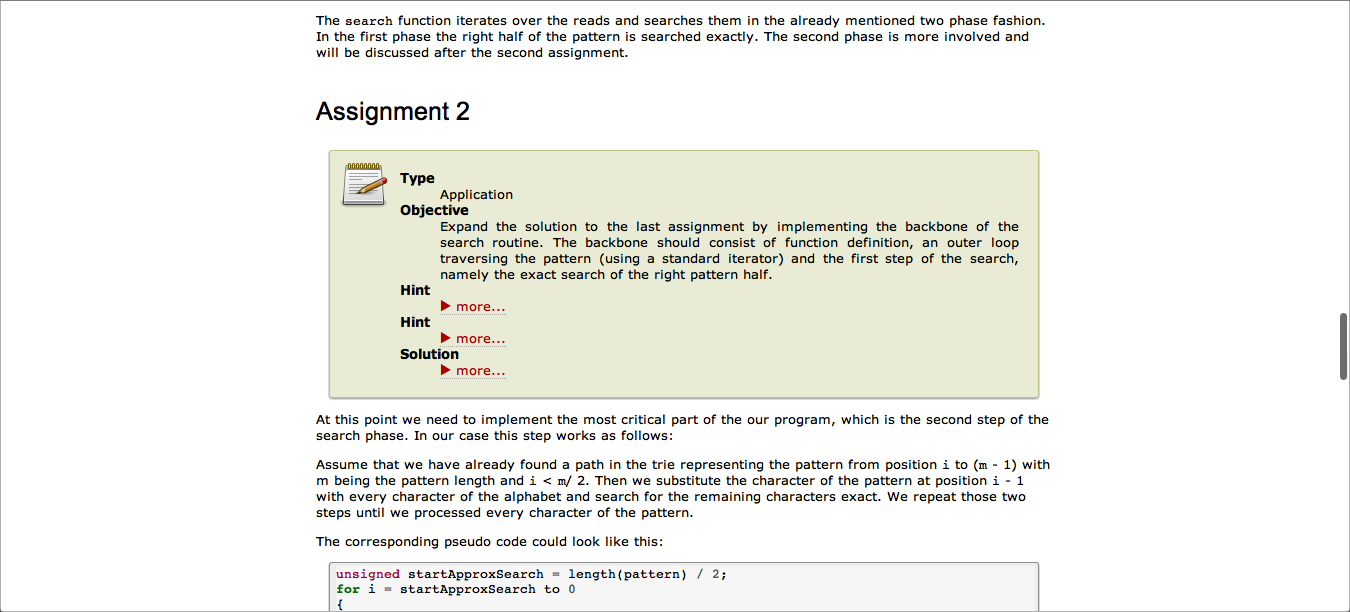 The search function iterates over the reads and searches them in the already mentioned two phase fashion.
In the first phase the right half of the pattern is searched exactly. The second phase is more involved and
will be discussed after the second assignment.
Assignment 2
Type
Application
Objective
Expand the solution to the last assignment by implementing the backbone of the
search routine. The backbone should consist of function definition, an outer loop
traversing the pattern (using a standard iterator) and the first step of the search,
namely the exact search of the right pattern half.
Hint
more...
Hint
more...
Solution
more...
At this point we need to implement the most critical part of the our program, which is the second step of the
search phase. In our case this step works as follows:
Assume that we have already found a path in the trie representing the pattern from position i to (m - 1) with
m being the pattern length and i < m/ 2. Then we substitute the character of the pattern at position i - 1
with every character of the alphabet and search for the remaining characters exact. We repeat those two
steps until we processed every character of the pattern.
The corresponding pseudo code could look like this:
unsigned startApproxSearch = length(pattern) / 2;
for i = startApproxSearch to 0
{